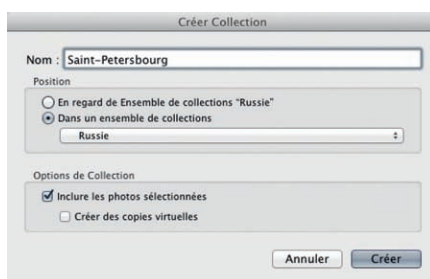 Créer Collection
Nom : Saint-Petersbourg
Position
En regard de Ensemble de collections "Russie"
Dans un ensemble de collections
Russie
Options de Collection
Inclure les photos sélectionnées
Créer des copies virtuelles
Annuler Créer